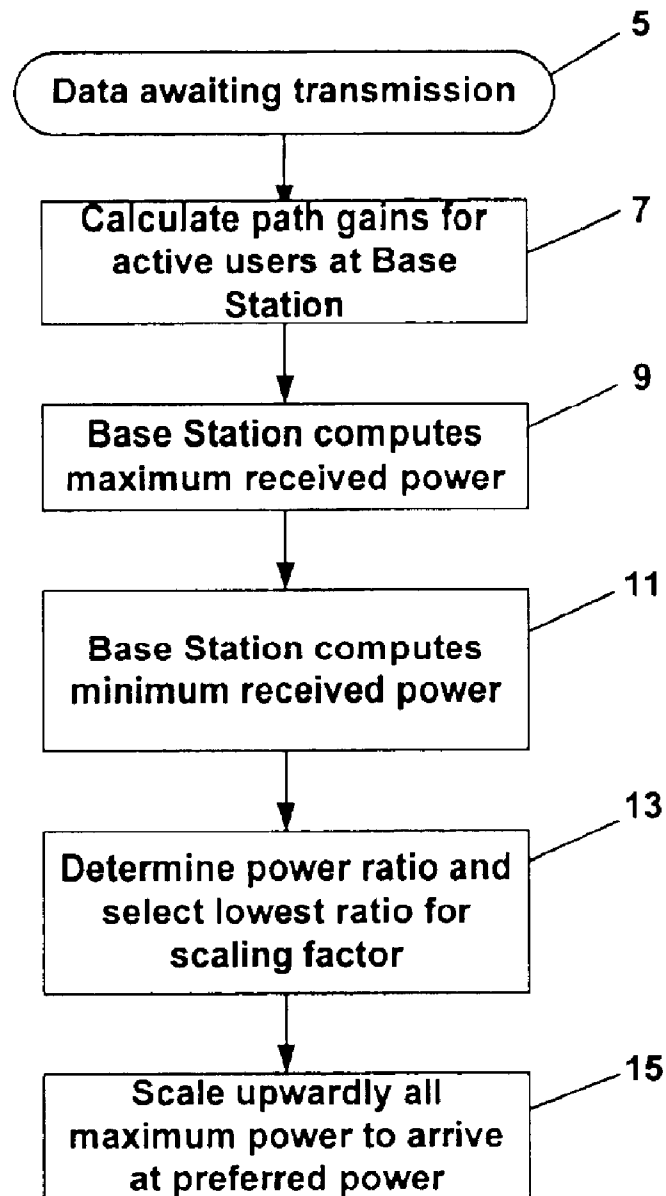 5
Data awaiting transmission
7
Calculate path gains for
active users at Base
Station
9
Base Station computes
maximum received power
11
Base Station computes
minimum received power
13
Determine power ratio and
select lowest ratio for
scaling factor
15
Scale upwardly all
maximum power to arrive
at preferred power